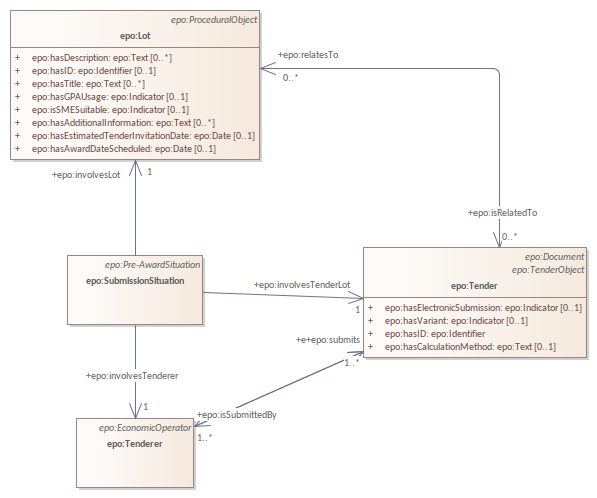 epo:ProceduralObject
epo:Lot
+ epo:hasDescription: epo:Text [0..*]
+ epo:hasID: epo:Identifier [0..1]
+ epo:hasTitle: epo:Text [0..*]
+ epo:hasGPAUsage: epo:Indicator [0..1]
+ epo:isSMESuitable: epo:Indicator [0..1]
+ epo:hasAdditionalInformation: epo:Text [0..*]
+ epo:hasEstimatedTenderInvitationDate: epo:Date [0..1]
+ epo:hasAwardDateScheduled: epo:Date [0..1]
+epo:relatesTo
0..*
+epo:involvesLot 1
+epo:isRelatedTo
0..*
epo:Pre-AwardSituation
epo:SubmissionSituation
+epo:involvesTenderLot
1
epo:Document
epo:TenderObject
epo:Tender
+ epo:hasElectronicSubmission: epo:Indicator [0..1]
+ epo:hasVariant: epo:Indicator [0..1]
+ epo:hasID: epo:Identifier
+ epo:hasCalculationMethod: epo:Text [0..1]
+e+epo:submits
1..*
+epo:involvesTenderer
1
+epo:isSubmittedBy
1..*
epo:EconomicOperator
epo:Tenderer